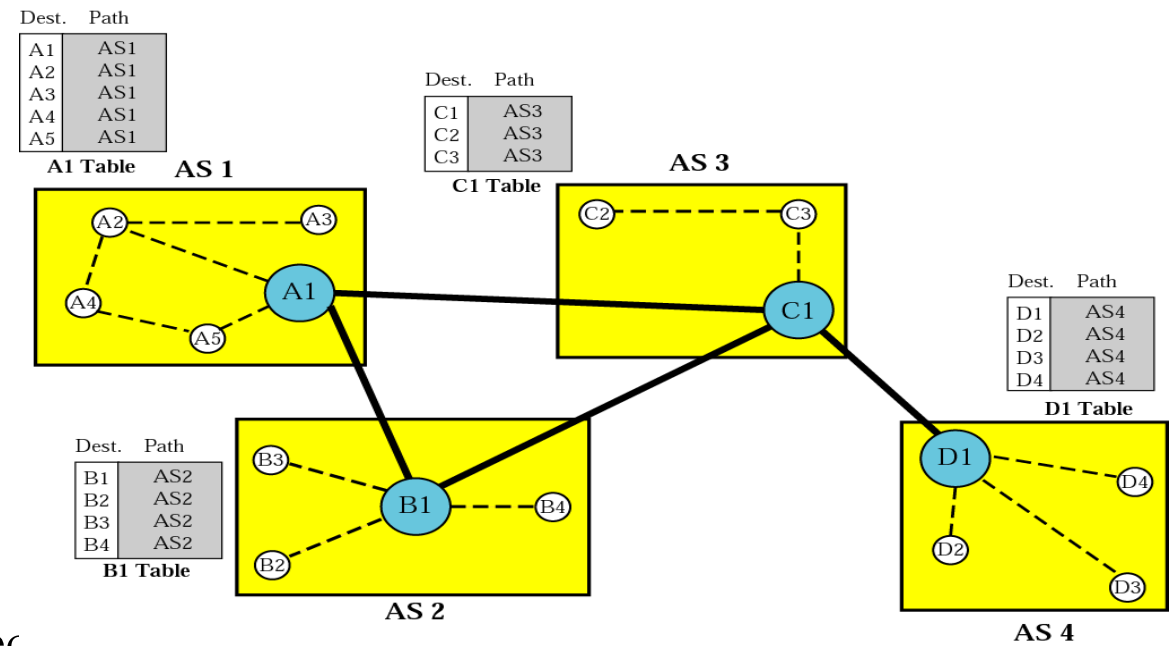 Dest. Path
A1 AS1
A2 AS1
A3 AS1
A4 AS1
A5 AS1
A1 Table
AS 1
Dest. Path
C1 AS3
C2 AS3
C3 AS3
C1 Table
AS 3
A2
A3
A1
A4
A5
C2
C3
C1
Dest. Path
D1 AS4
D2 AS4
D3 AS4
D4 AS4
D1 Table
Dest. Path
B1 AS2
B2 AS2
B3 AS2
B4 AS2
B1 Table
B3
B1
B4
B2
AS 2
D1
D4
D2
D3
AS 4